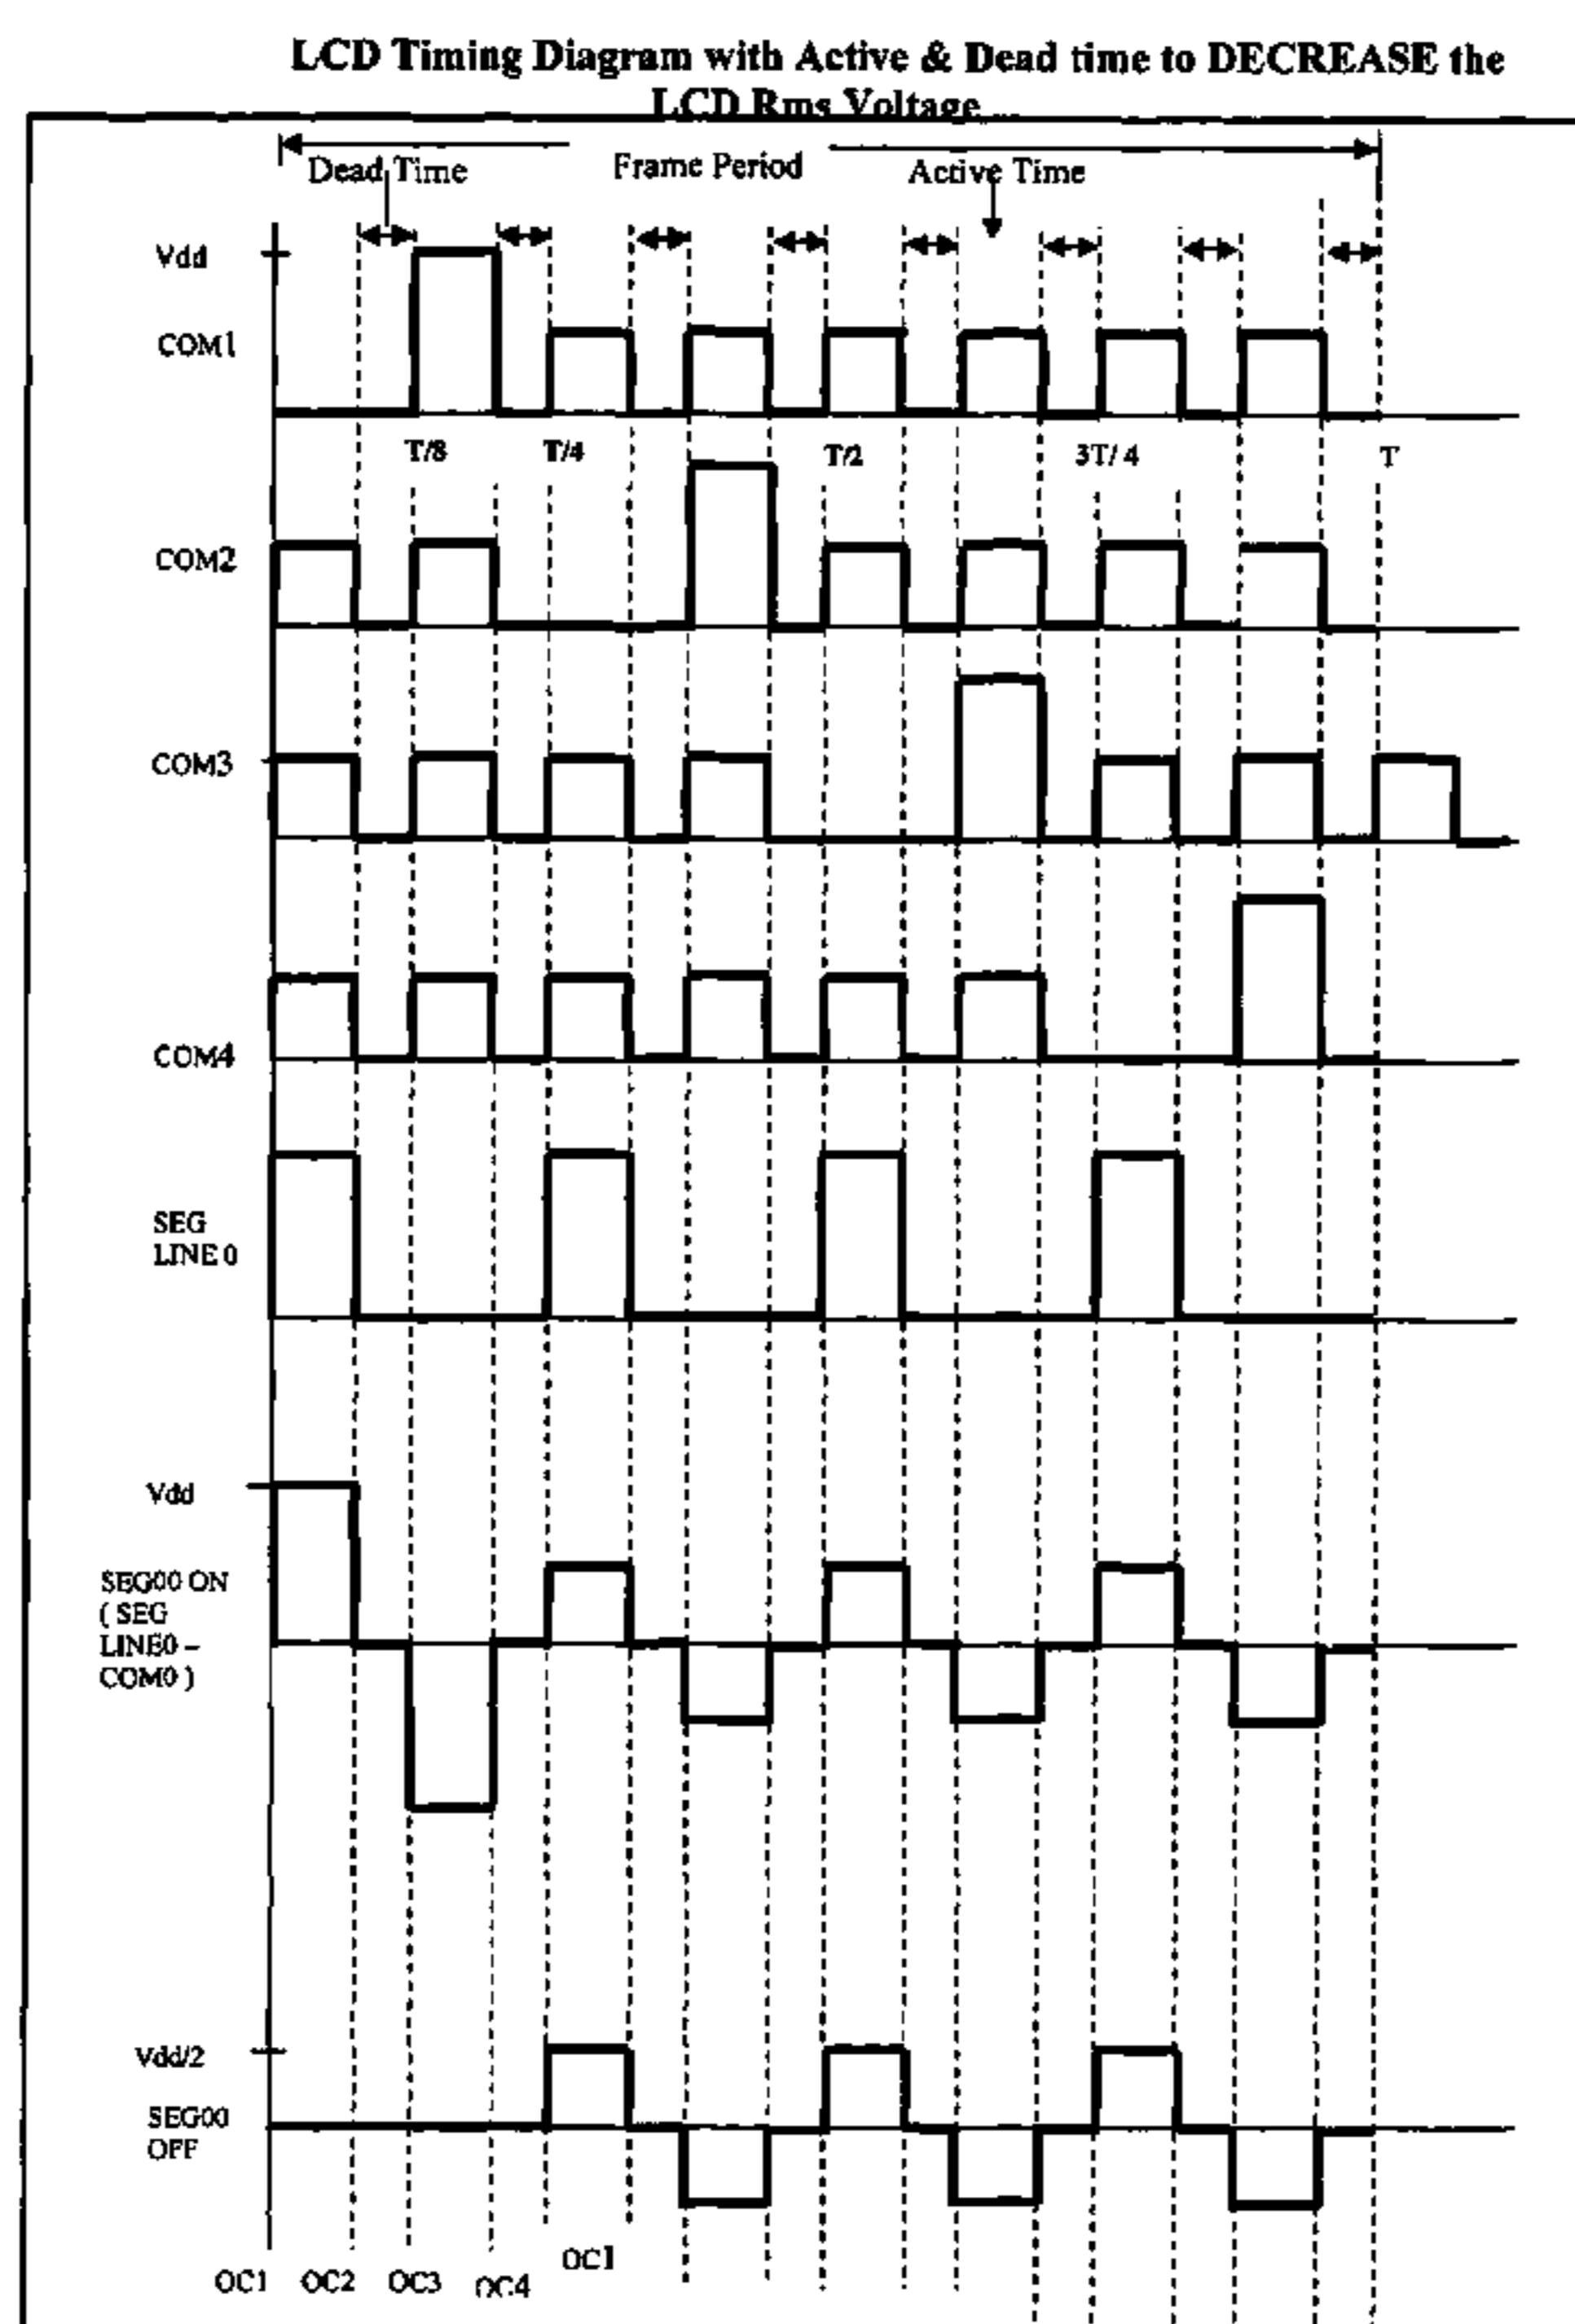 LCD Timing Diagram with Active & Dead time to DECREASE the
LCD Rms Voltage
Dead Time
Frame Period
Active Time
Vdd
COM1
T/8
T/4
T/2
3T/ 4
T
COM2
COM3
COM4
SEG
LINE 0
Vdd
SEG00 ON
( SEG
LINE0 –
COM0 )
Vdd/2
SEG00
OFF
OC1
OC1
OC2
OC3
OC4